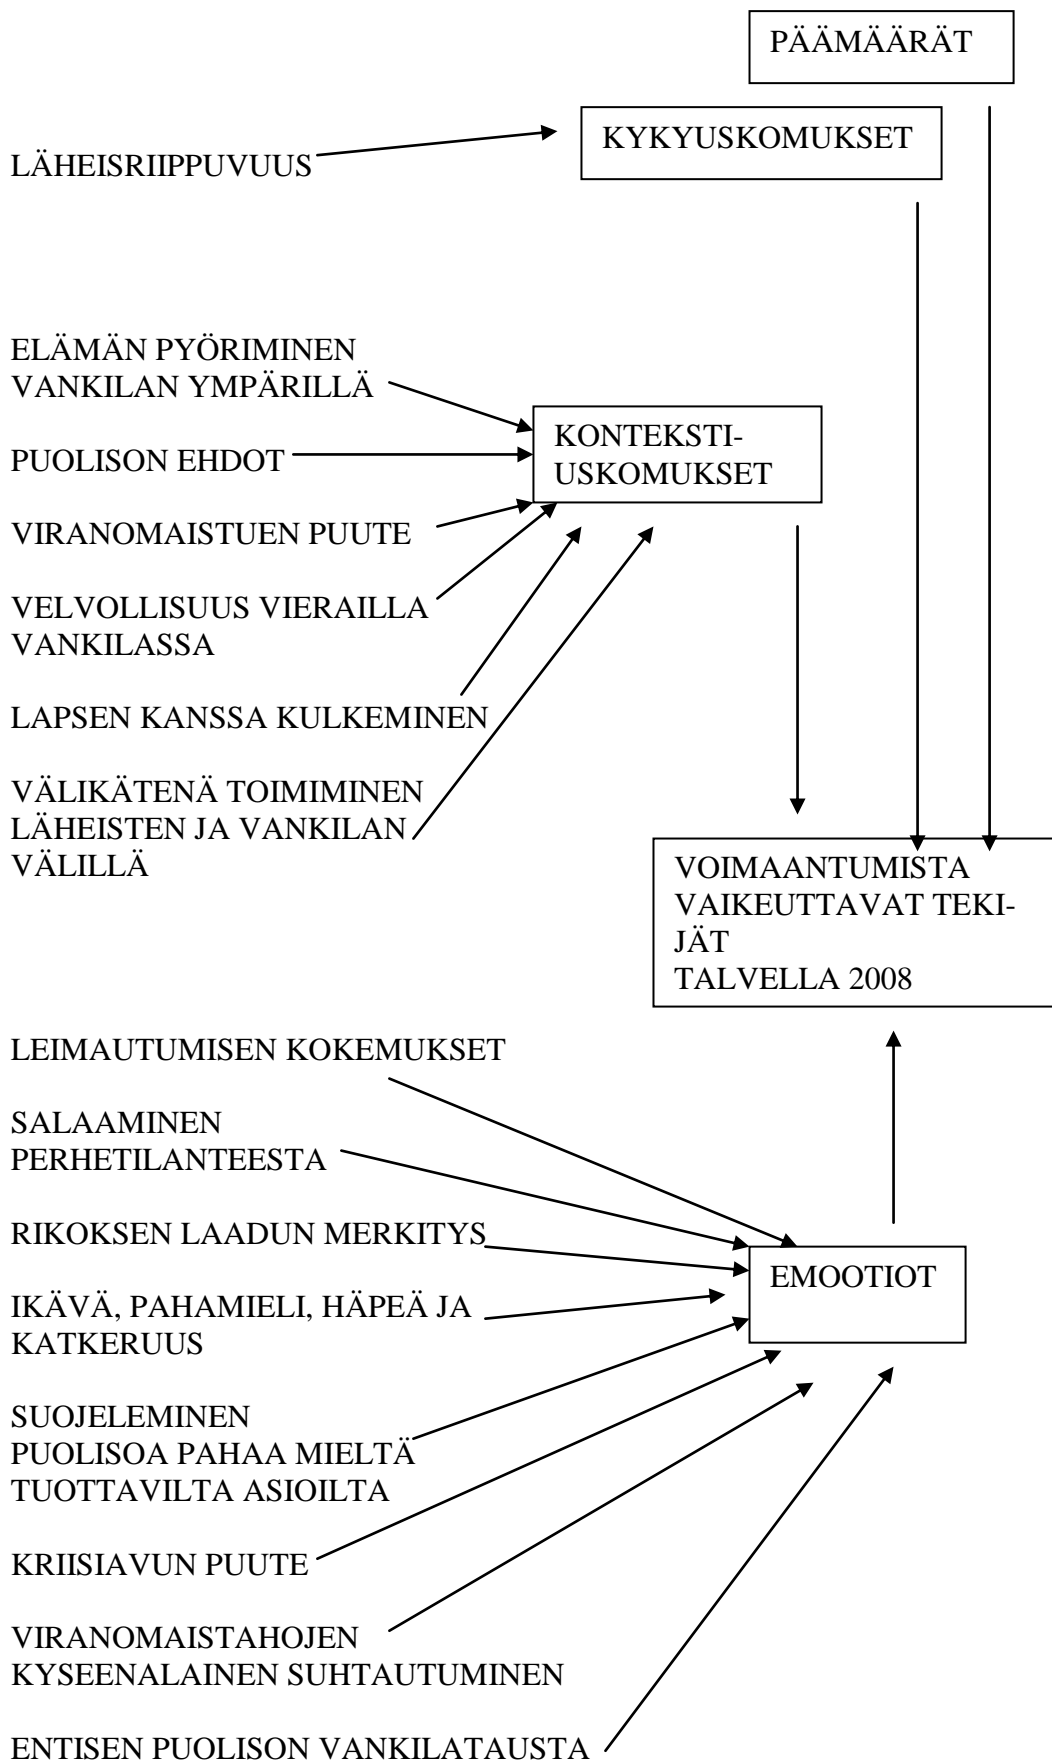 PÄÄMÄÄRÄT
KYKYUSKOMUKSET
LÄHEISRIIPPUVUUS
ELÄMÄN PYÖRIMINEN
VANKILAN YMPÄRILLÄ
KONTEKSTI-
USKOMUKSET
PUOLISON EHDOT
VIRANOMAISTUEN PUUTE
VELVOLLISUUS VIERAILLA
VANKILASSA
LAPSEN KANSSA KULKEMINEN
VÄLIKÄTENÄ TOIMIMINEN
LÄHEISTEN JA VANKILAN
VÄLILLÄ
VOIMAANTUMISTA
VAIKEUTTAVAT TEKI-
JÄT
TALVELLA 2008
LEIMAUTUMISEN KOKEMUKSET
SALAAMINEN
PERHETILANTEESTA
RIKOKSEN LAADUN MERKITYS
EMOOTIOT
IKÄVÄ, PAHAMIELI, HÄPEÄ JA
KATKERUUS
SUOJELEMINEN
PUOLISOA PAHAA MIELTÄ
TUOTTAVILTA ASIOILTA
KRIISIAVUN PUUTE
VIRANOMAISTAHOJEN
KYSEENALAINEN SUHTAUTUMINEN
ENTISEN PUOLISON VANKILATAUSTA